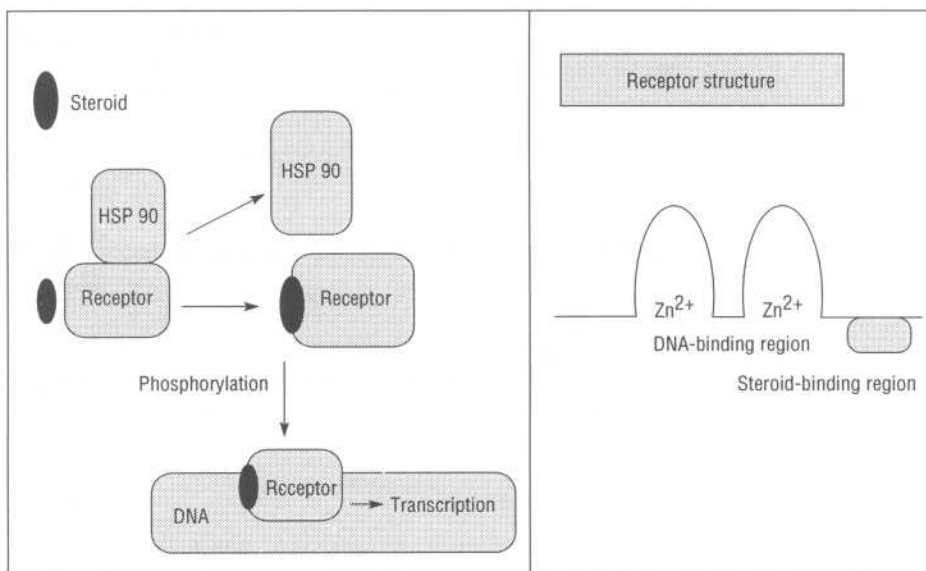 Steroid
HSP 90
HSP 90
Receptor
Receptor
Phosphorylation
DNA
Receptor
Transcription
Receptor structure
Zn2+
Zn2+
DNA-binding region
Steroid-binding region